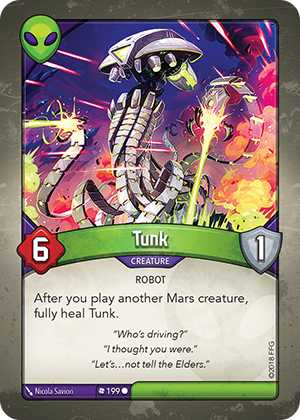 Tunk
6
1
CREATURE
ROBOT
After you play another Mars creature,
fully heal Tunk.
"Who's driving?"
"I thought you were."
"Let's…not tell the Elders."
©2018 FFG
Nicola Saviori
199